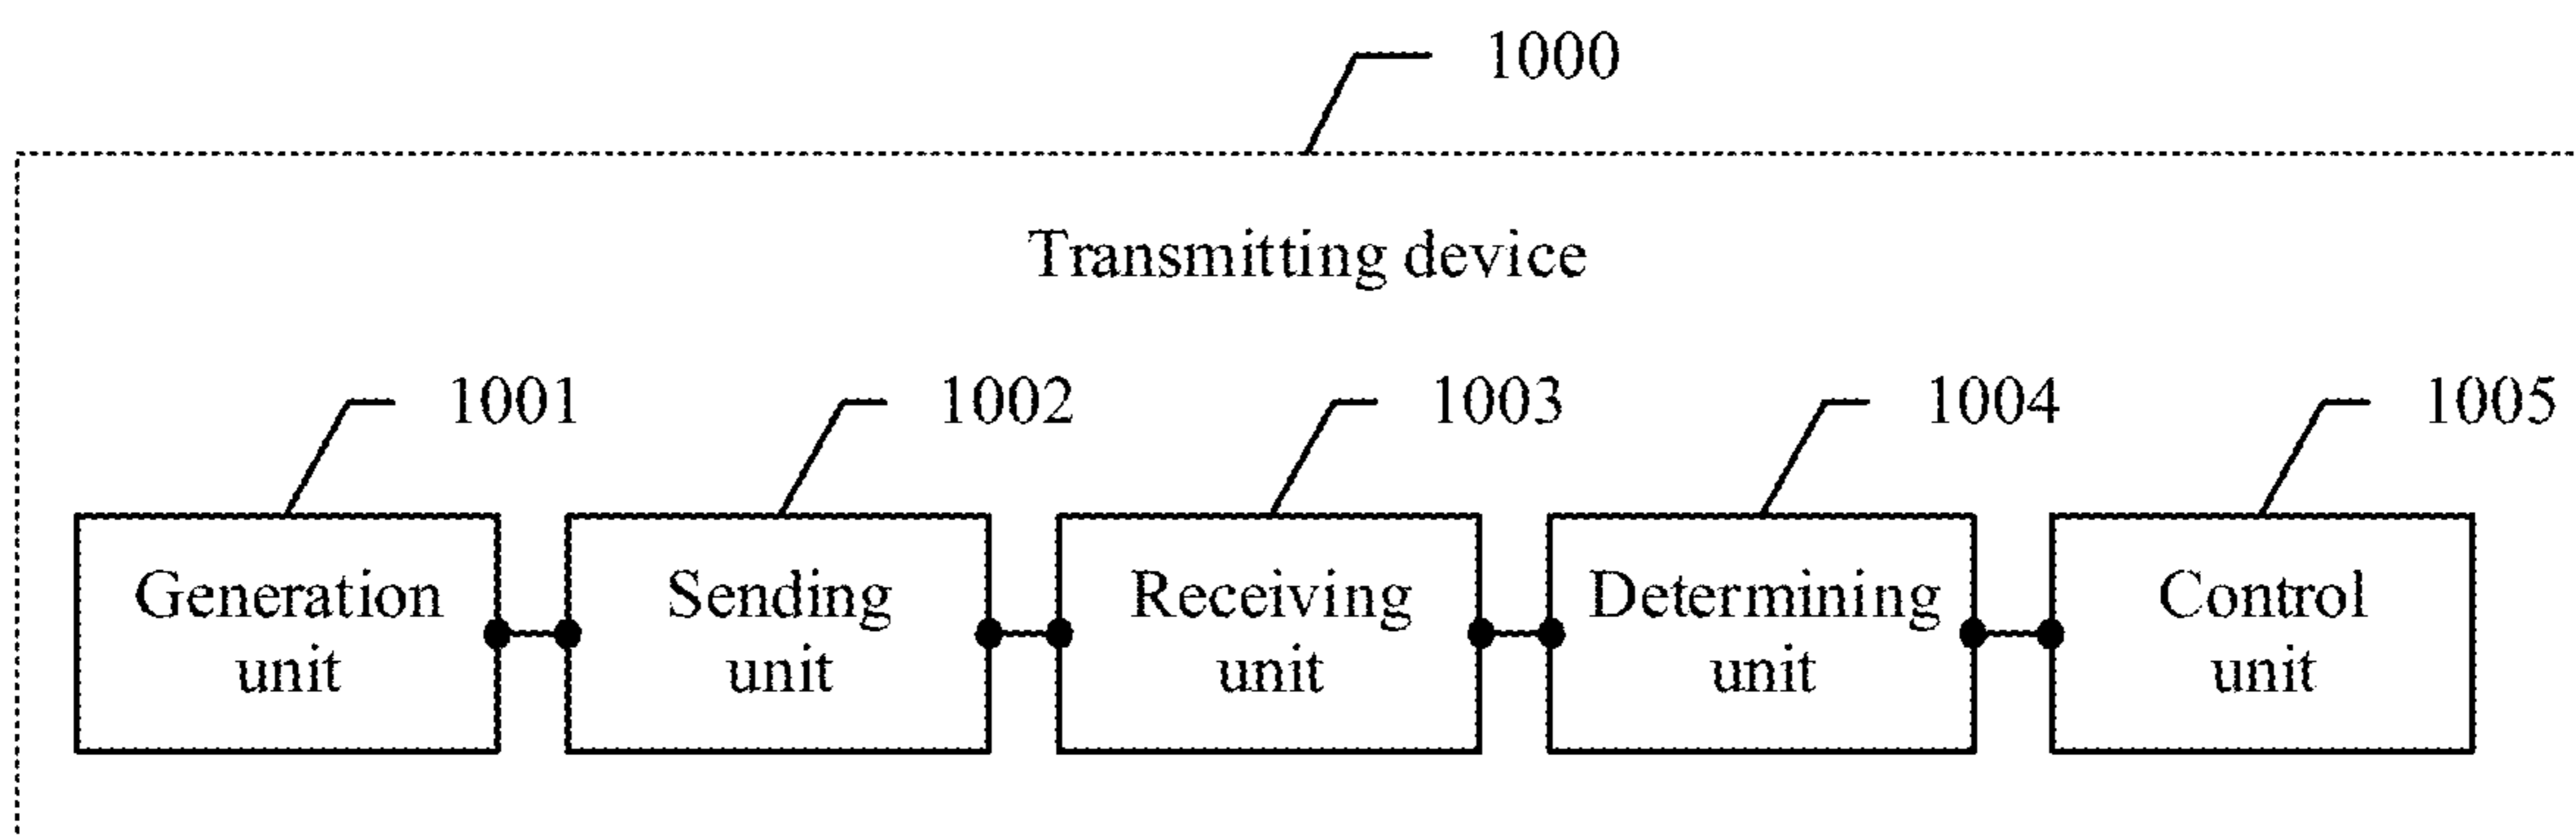 1000
Transmitting device
1001 1002 1003 1004 1005
Generation unit
Sending unit
Receiving unit
Determining unit
Control unit